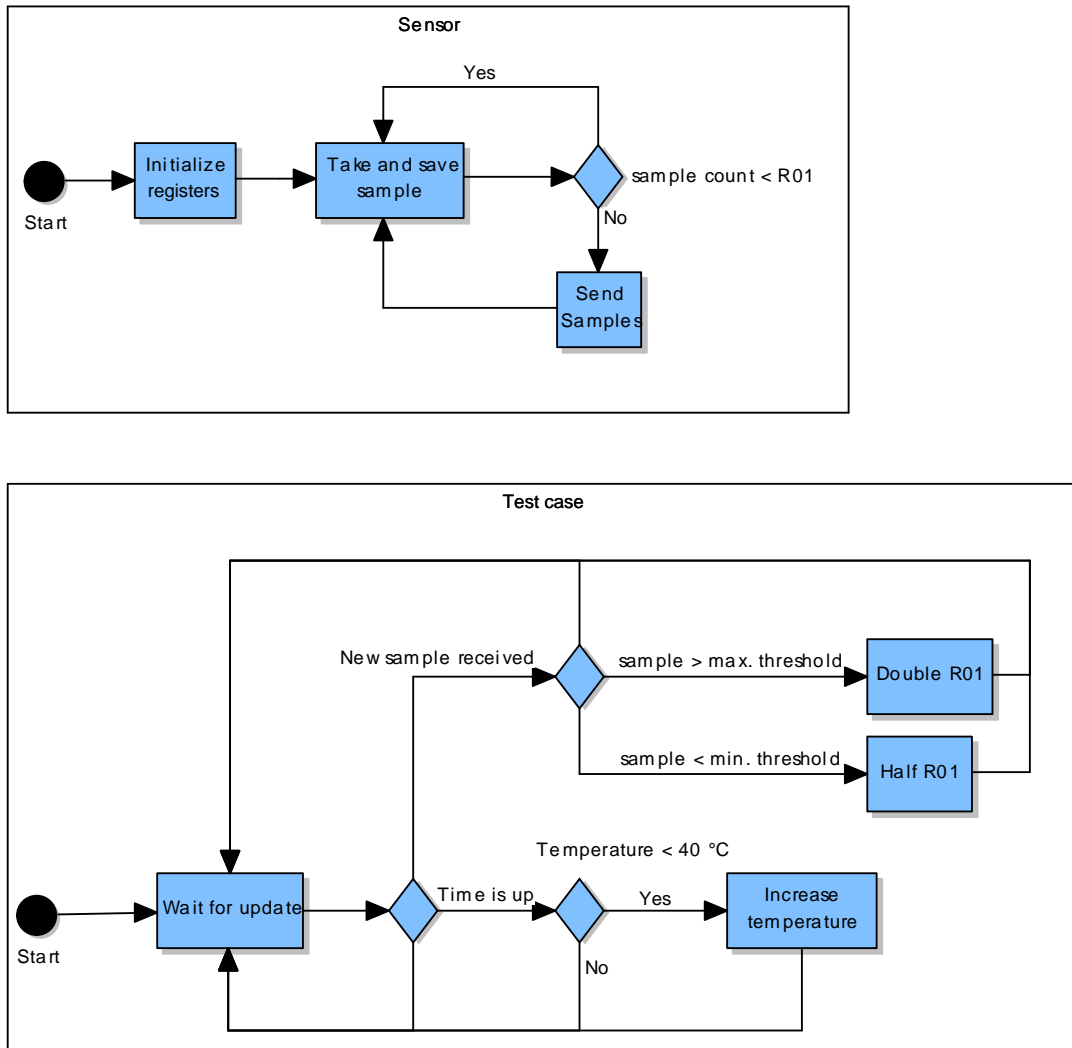 Sensor
Yes
Initialize
registers
Take and save
sample
sample count < R01
Start
No
Send
Samples
Test case
New sample received
sample > max. threshold
Double R01
sample < min. threshold
Half R01
Temperature < 40 °C
Wait for update
Time is up
Yes
Increase
temperature
Start
No